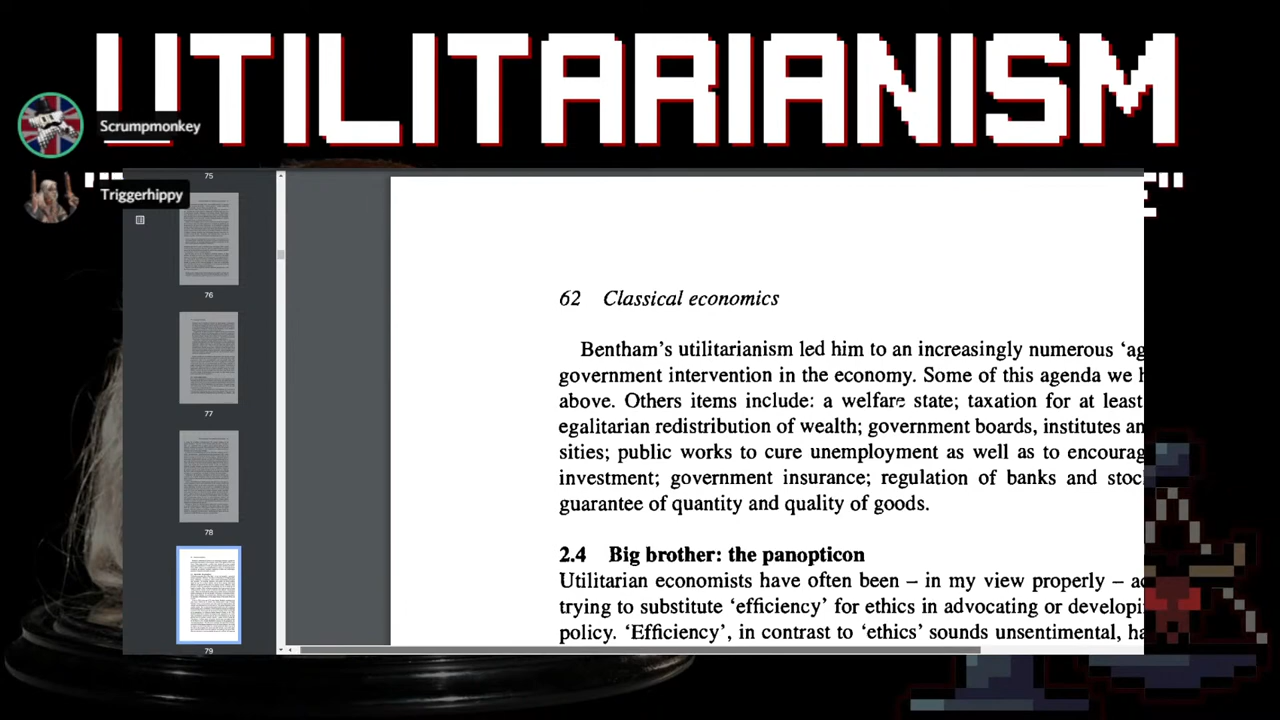 UTILITARIANISM
Scrumpmonkey
Triggerhippy
75
76
77
78
79
62 Classical economics
Bentham's utilitarianism led him to an increasingly numerous 'ag
government intervention in the economy. Some of this agenda we h
above. Others items include: a welfare state; taxation for at least
egalitarian redistribution of wealth; government boards, institutes an
sities; public works to cure unemployment as well as to encourag
investment; government insurance; regulation of banks and stoc
guarantee of quantity and quality of goods.
2.4 Big brother: the panopticon
Utilitarian economists have often been – in my view properly – ac
trying to substitute 'efficiency' for ethics in advocating or developi
policy. 'Efficiency', in contrast to 'ethics' sounds unsentimental, ha